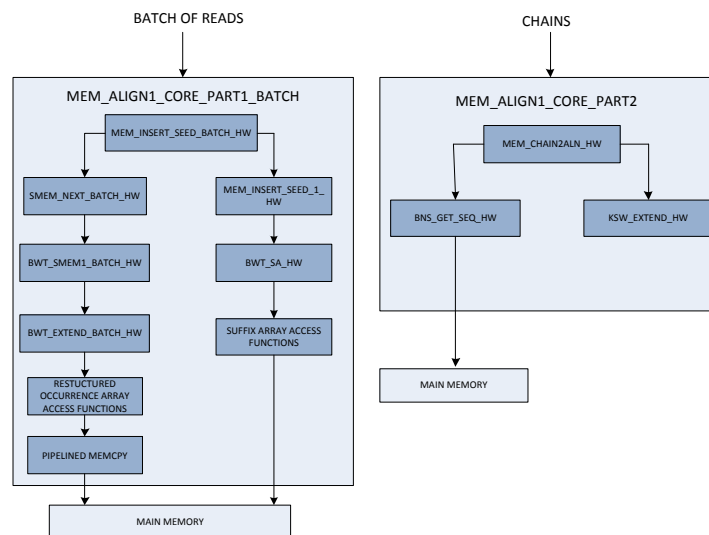 BATCH OF READS
MEM_ALIGN1_CORE_PART1_BATCH
MEM_INSERT_SEED_BATCH_HW
SMEM_NEXT_BATCH_HW
MEM_INSERT_SEED_1_
HW
BWT_SMEM1_BATCH_HW
BWT_SA_HW
BWT_EXTEND_BATCH_HW
SUFFIX ARRAY ACCESS
FUNCTIONS
RESTUCTURED
OCCURRENCE ARRAY
ACCESS FUNCTIONS
PIPELINED MEMCPY
MAIN MEMORY
CHAINS
MEM_ALIGN1_CORE_PART2
MEM_CHAIN2ALN_HW
BNS_GET_SEQ_HW
KSW_EXTEND_HW
MAIN MEMORY